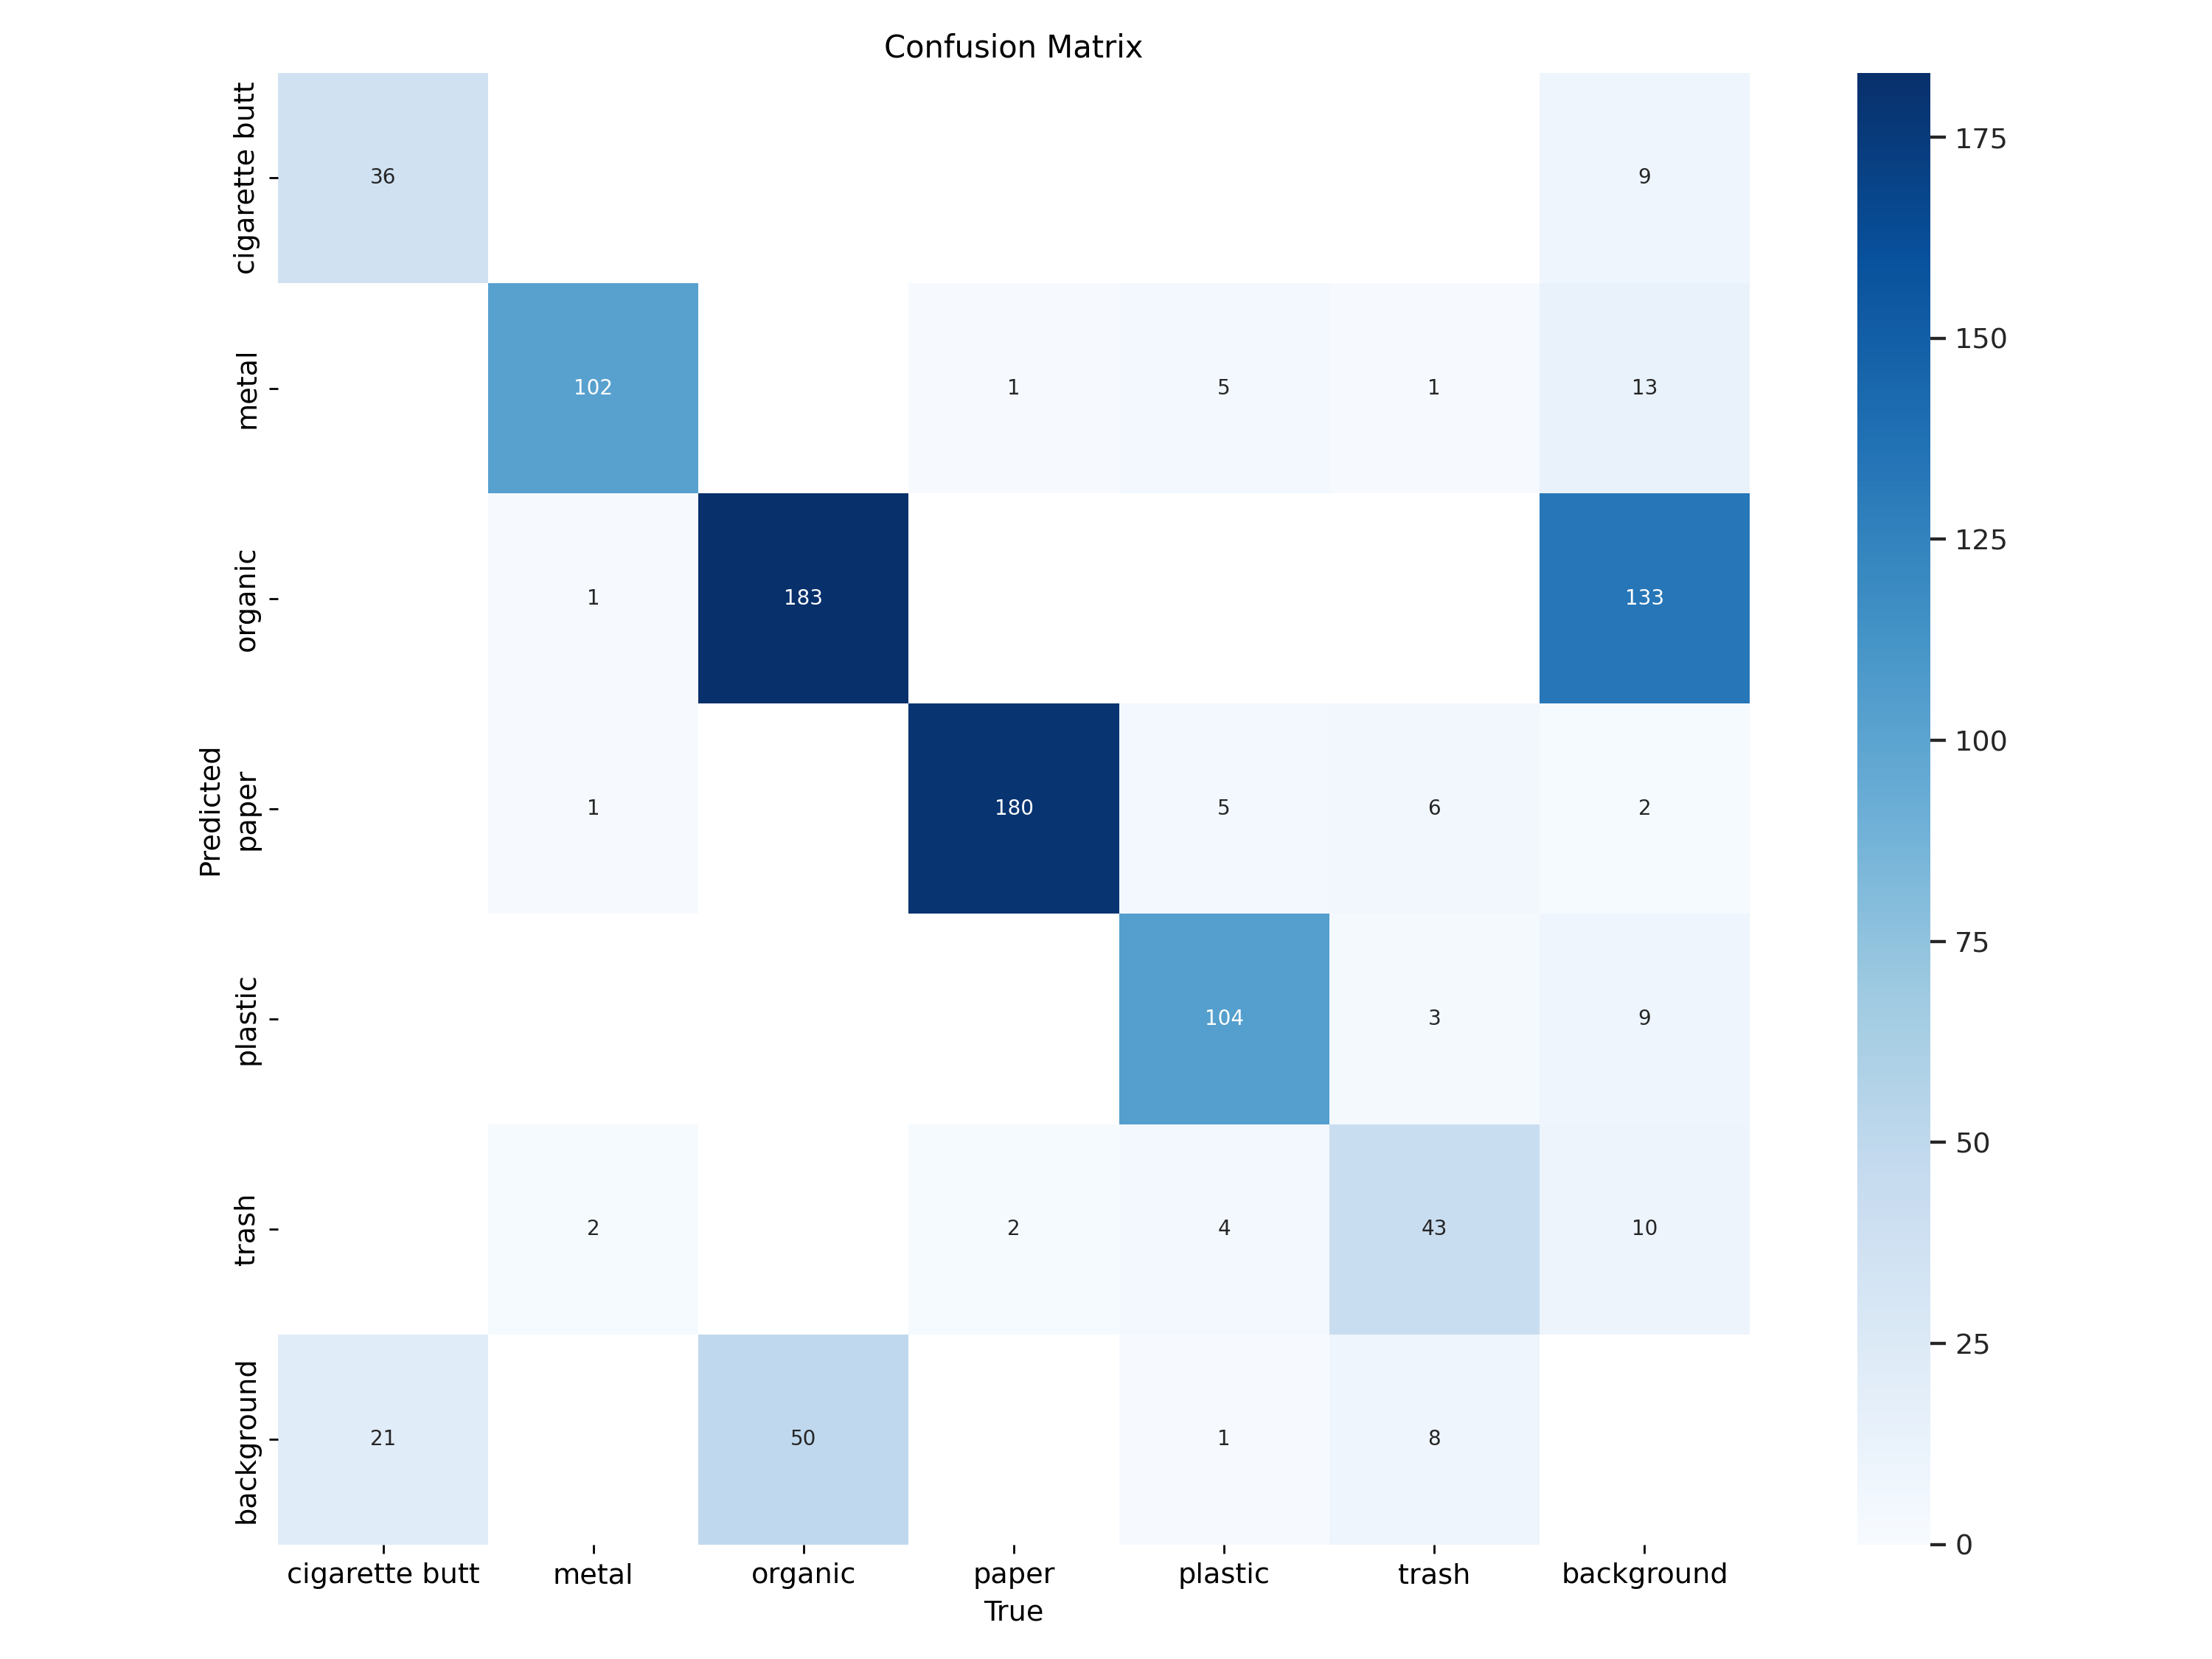 Confusion Matrix
cigarette butt
36
9
metal
102
1
5
1
13
organic
1
183
133
paper
1
180
5
6
2
plastic
104
3
9
trash
2
2
4
43
10
background
21
50
1
8
Predicted
cigarette butt
metal
organic
paper
plastic
trash
background
True
175
150
125
100
75
50
25
0